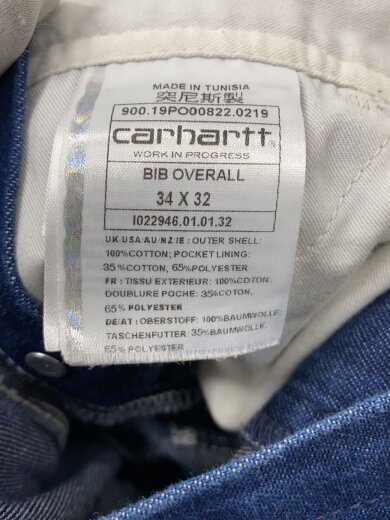 MADE IN TUNISIA
突尼斯製
900.19PO00822.0219
carhartt
WORK IN PROGRESS
BIB OVERALL
34 X 32
I022946.01.01.32
UK USA/AU/NZ/IE : OUTER SHELL:
100%COTTON; POCKET LINING:
35%COTTON, 65%POLYESTER
FR : TISSU EXTERIEUR: 100%COTON;
DOUBLURE POCHE: 35%COTON,
65% POLYESTER
DE/AT : OBERSTOFF: 100%BAUMWOLLE;
TASCHENFUTTER: 35%BAUMWOLLE,
65% POLYESTER